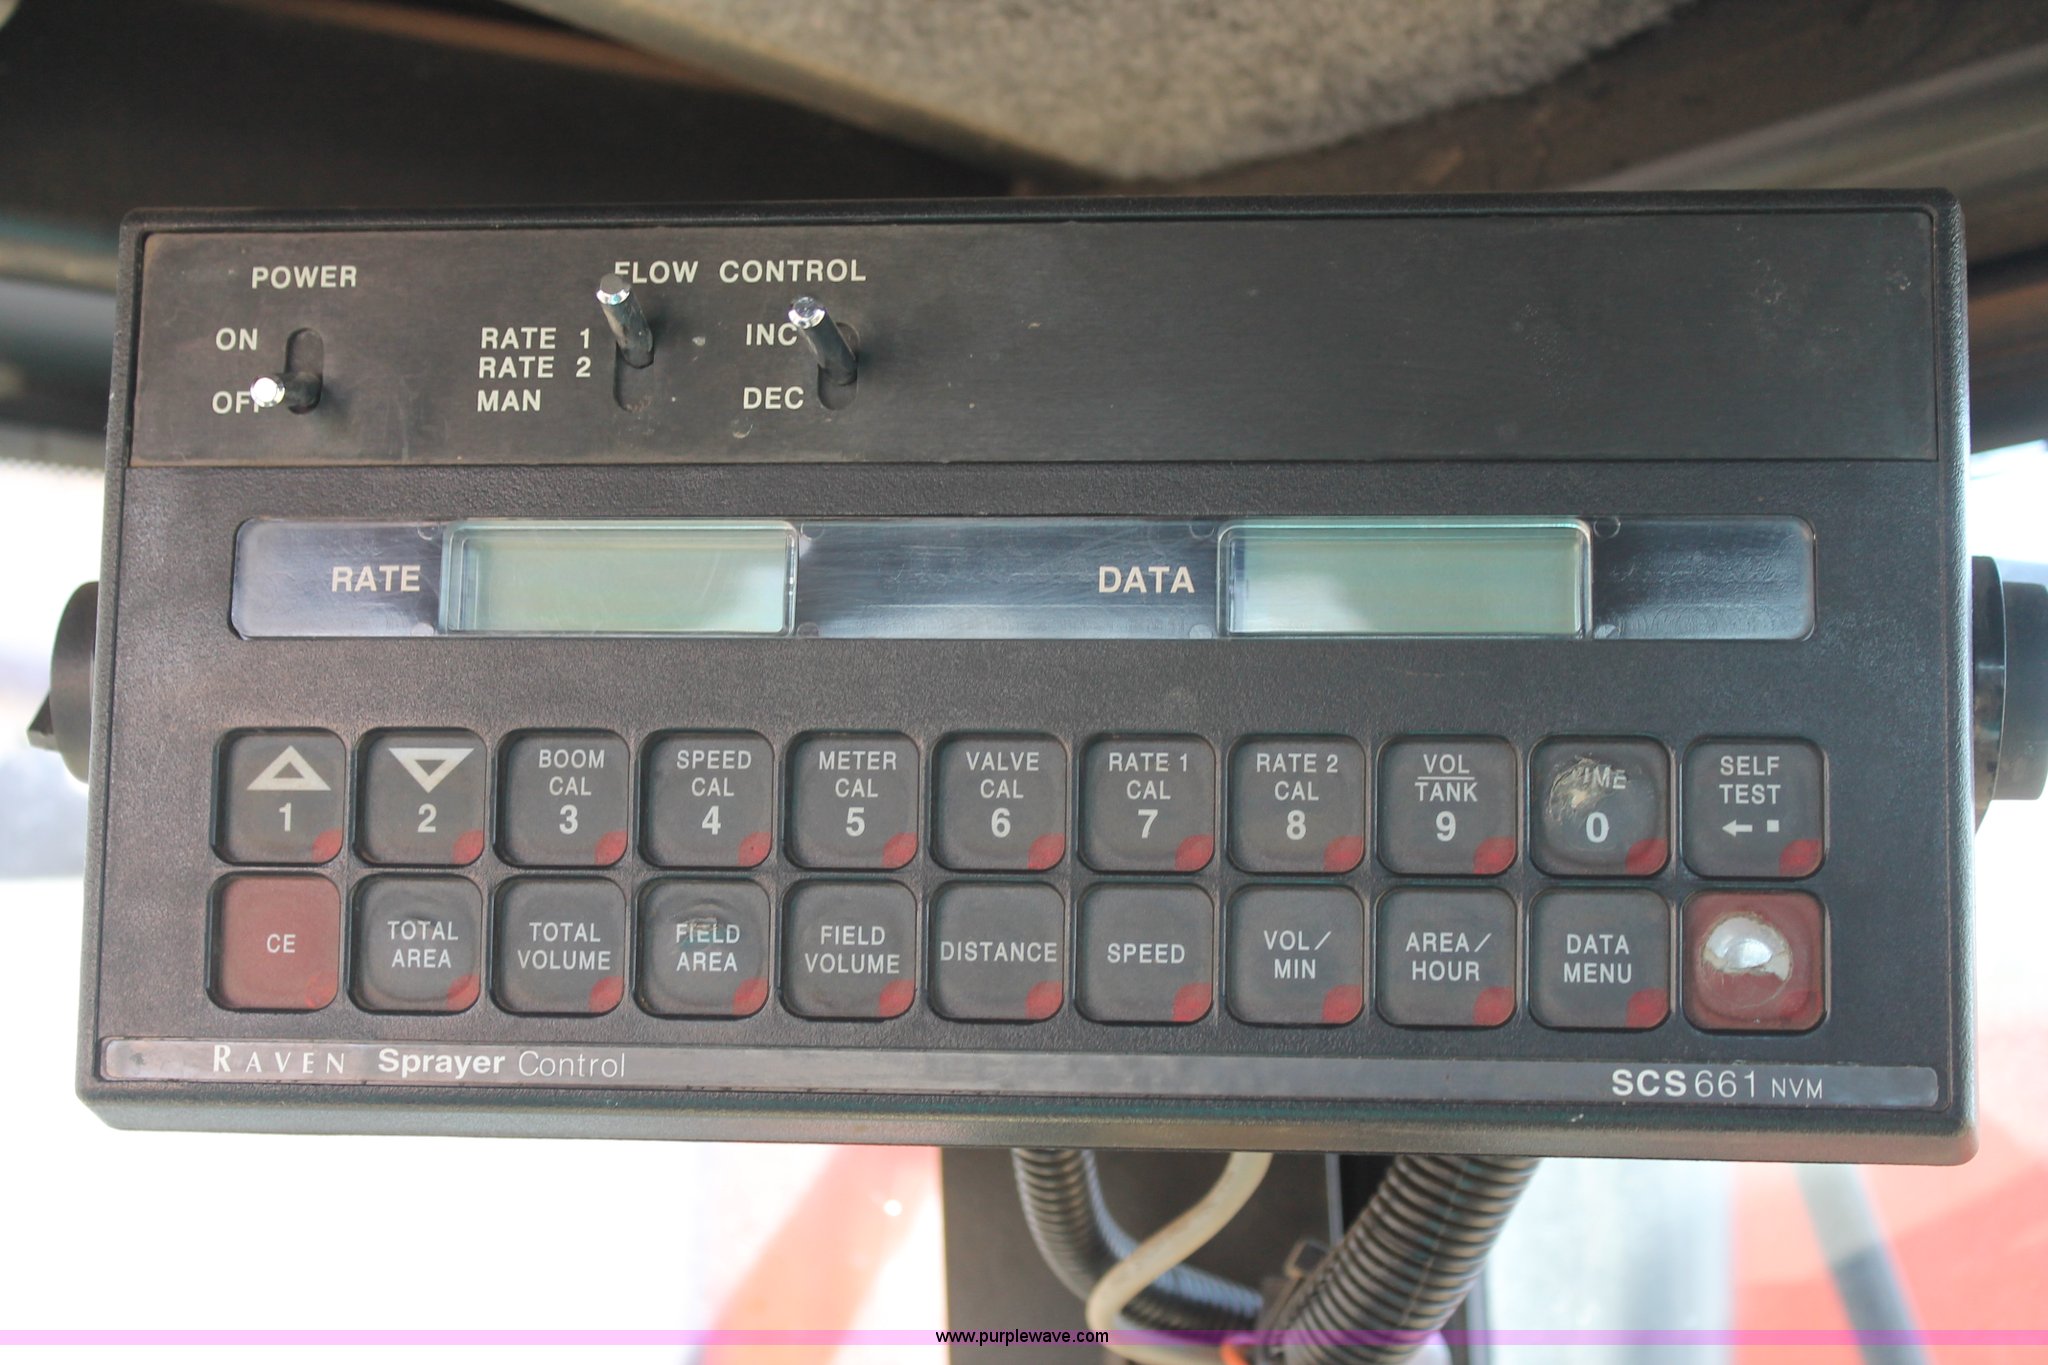 POWER
FLOW CONTROL
ON
RATE 1
INC
RATE 2
OFF
MAN
DEC
RATE
DATA
1
2
BOOM
CAL
3
SPEED
CAL
4
METER
CAL
5
VALVE
CAL
6
RATE 1
CAL
7
RATE 2
CAL
8
VOL
TANK
9
TIME
0
SELF
TEST
CE
TOTAL
AREA
TOTAL
VOLUME
FIELD
AREA
FIELD
VOLUME
DISTANCE
SPEED
VOL/
MIN
AREA/
HOUR
DATA
MENU
RAVEN Sprayer Control
SCS 661 NVM
www.purplewave.com